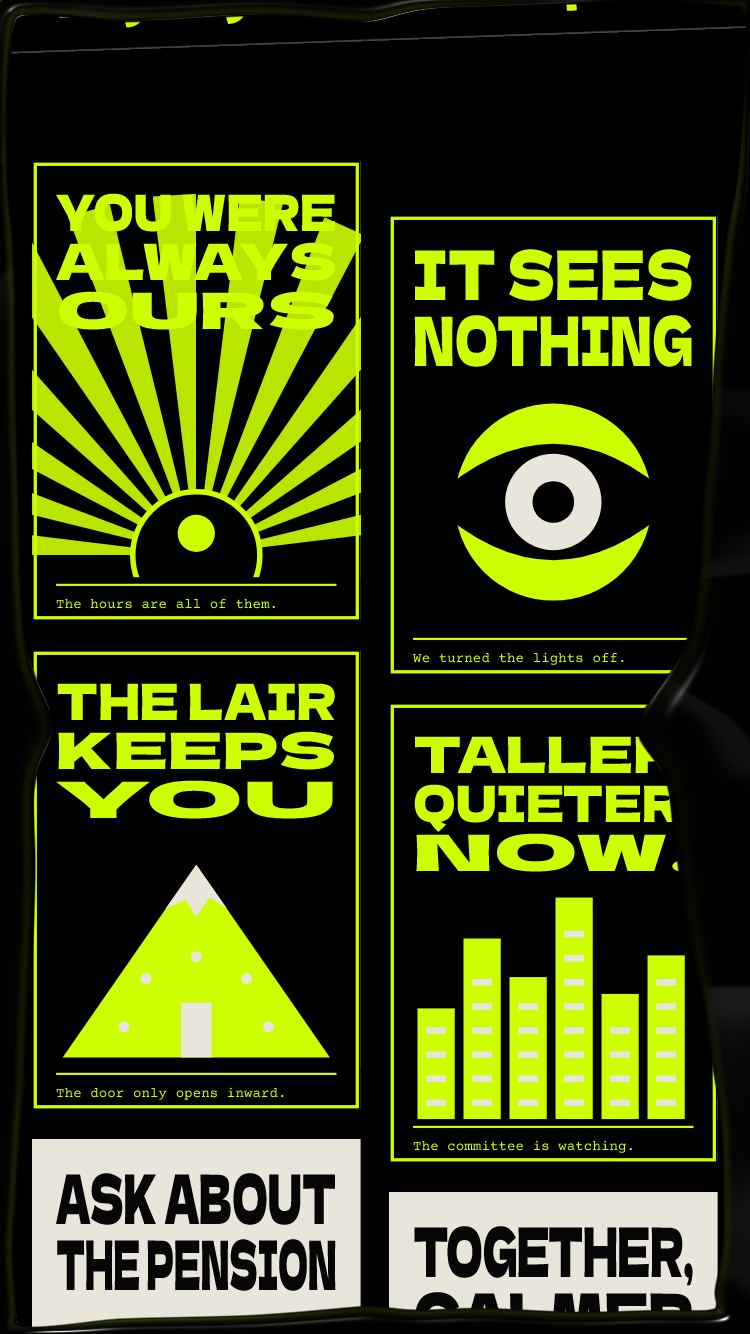 YOU WERE
ALWAYS
OURS
The hours are all of them.
IT SEES
NOTHING
We turned the lights off.
THE LAIR
KEEPS
YOU
The door only opens inward.
TALLER
QUIETER
NOW.
The committee is watching.
ASK ABOUT
THE PENSION
TOGETHER,
CALMER